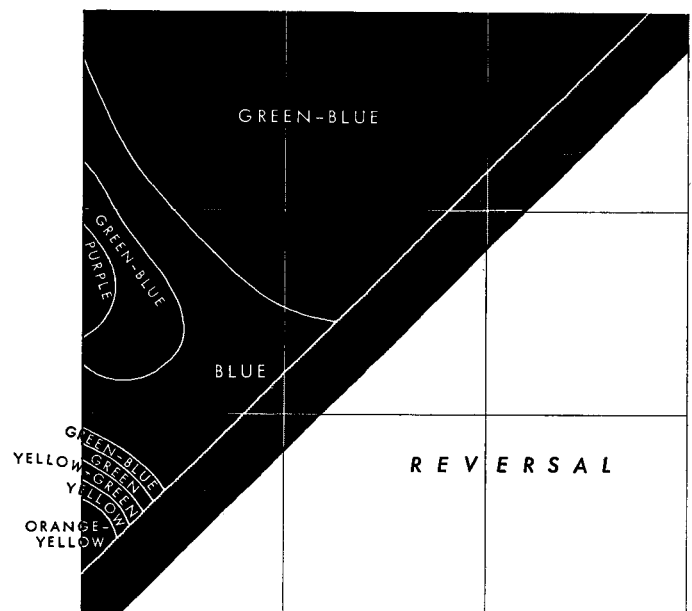 GREEN-BLUE
GREEN-BLUE
PURPLE
BLUE
GREEN-BLUE
GREEN
YELLOW-GREEN
YELLOW
ORANGE-
YELLOW
REVERSAL